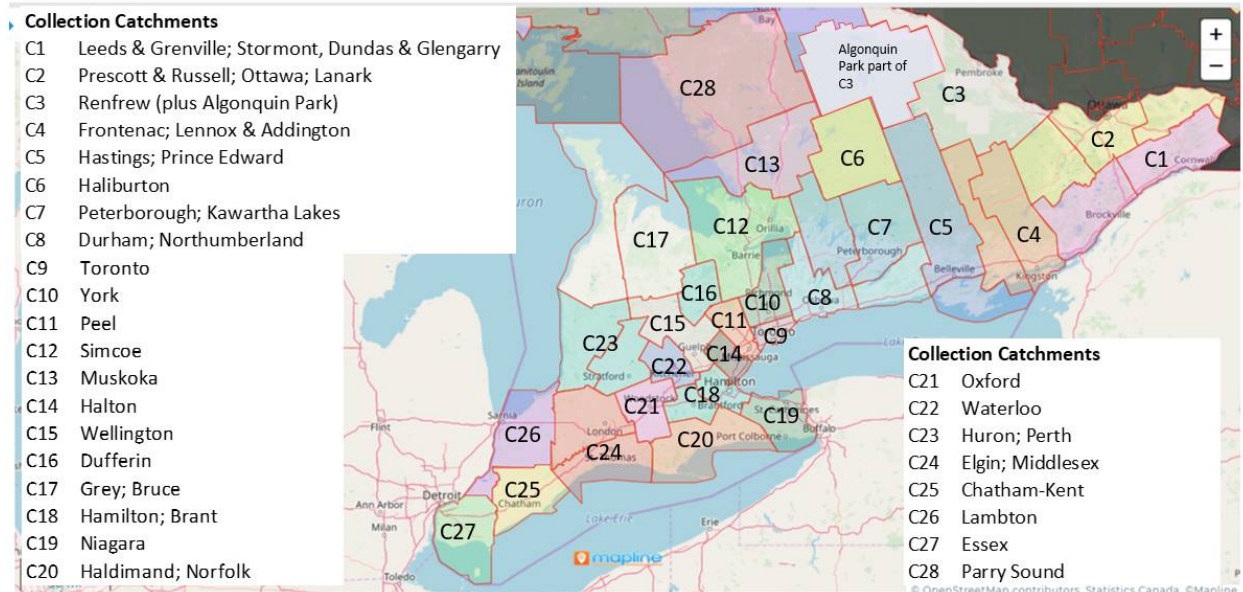 Collection Catchments
C1 Leeds & Grenville; Stormont, Dundas & Glengarry
C2 Prescott & Russell; Ottawa; Lanark
C3 Renfrew (plus Algonquin Park)
C4 Frontenac; Lennox & Addington
C5 Hastings; Prince Edward
C6 Haliburton
C7 Peterborough; Kawartha Lakes
C8 Durham; Northumberland
C9 Toronto
C10 York
C11 Peel
C12 Simcoe
C13 Muskoka
C14 Halton
C15 Wellington
C16 Dufferin
C17 Grey; Bruce
C18 Hamilton; Brant
C19 Niagara
C20 Haldimand; Norfolk
Bay
+
−
Algonquin
Park part of
C3
Pembroke
Island
C28
C3
Ottawa
C2
C13
C6
C1
Cornwall
uron
Brockville
C12
Orillia
C17
C7
C5
C4
Barrie
Peterborough
Belleville
Kingston
C16
C10
C8
C15
C11
C9
C23
Guelph
C14
C22
Stratford
Hamilton
C21
C18
Brantford
Sarnia
C19
Flint
C26
London
C20
Port Colborne
Buffalo
C24
C25
Detroit
Chatham
Ann Arbor
C27
Lake Erie
Erie
Milan
mapline
Toledo
Collection Catchments
C21 Oxford
C22 Waterloo
C23 Huron; Perth
C24 Elgin; Middlesex
C25 Chatham-Kent
C26 Lambton
C27 Essex
C28 Parry Sound
© OpenStreetMap contributors, Statistics Canada, ©Mapline